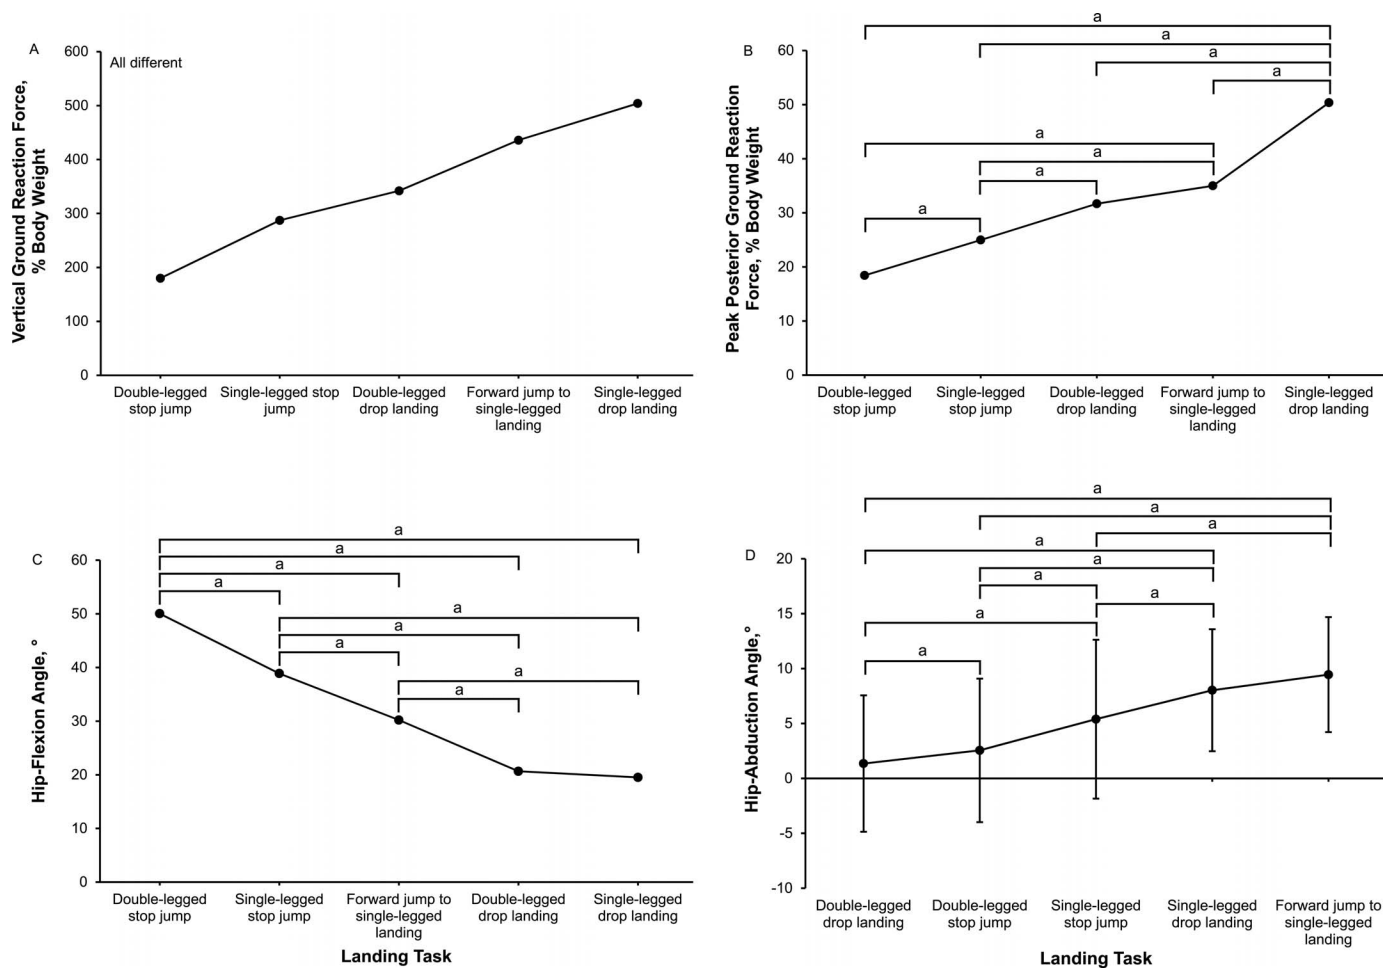 A
All different
Vertical Ground Reaction Force,
% Body Weight
600
500
400
300
200
100
0
Double-legged
stop jump
Single-legged stop
jump
Double-legged
drop landing
Forward jump to
single-legged
landing
Single-legged
drop landing
B
Peak Posterior Ground Reaction
Force, % Body Weight
60
50
40
30
20
10
0
a
a
a
a
a
a
a
a
Double-legged
stop jump
Single-legged
stop jump
Double-legged
drop landing
Forward jump to
single-legged
landing
Single-legged
drop landing
C
Hip-Flexion Angle, °
60
50
40
30
20
10
0
a
a
a
a
a
a
a
a
a
Double-legged
stop jump
Single-legged
stop jump
Forward jump to
single-legged
landing
Double-legged
drop landing
Single-legged
drop landing
Landing Task
D
Hip-Abduction Angle,°
20
15
10
5
0
-5
-10
a
a
a
a
a
a
a
a
a
Double-legged
drop landing
Double-legged
stop jump
Single-legged
stop jump
Single-legged
drop landing
Forward jump to
single-legged
landing
Landing Task